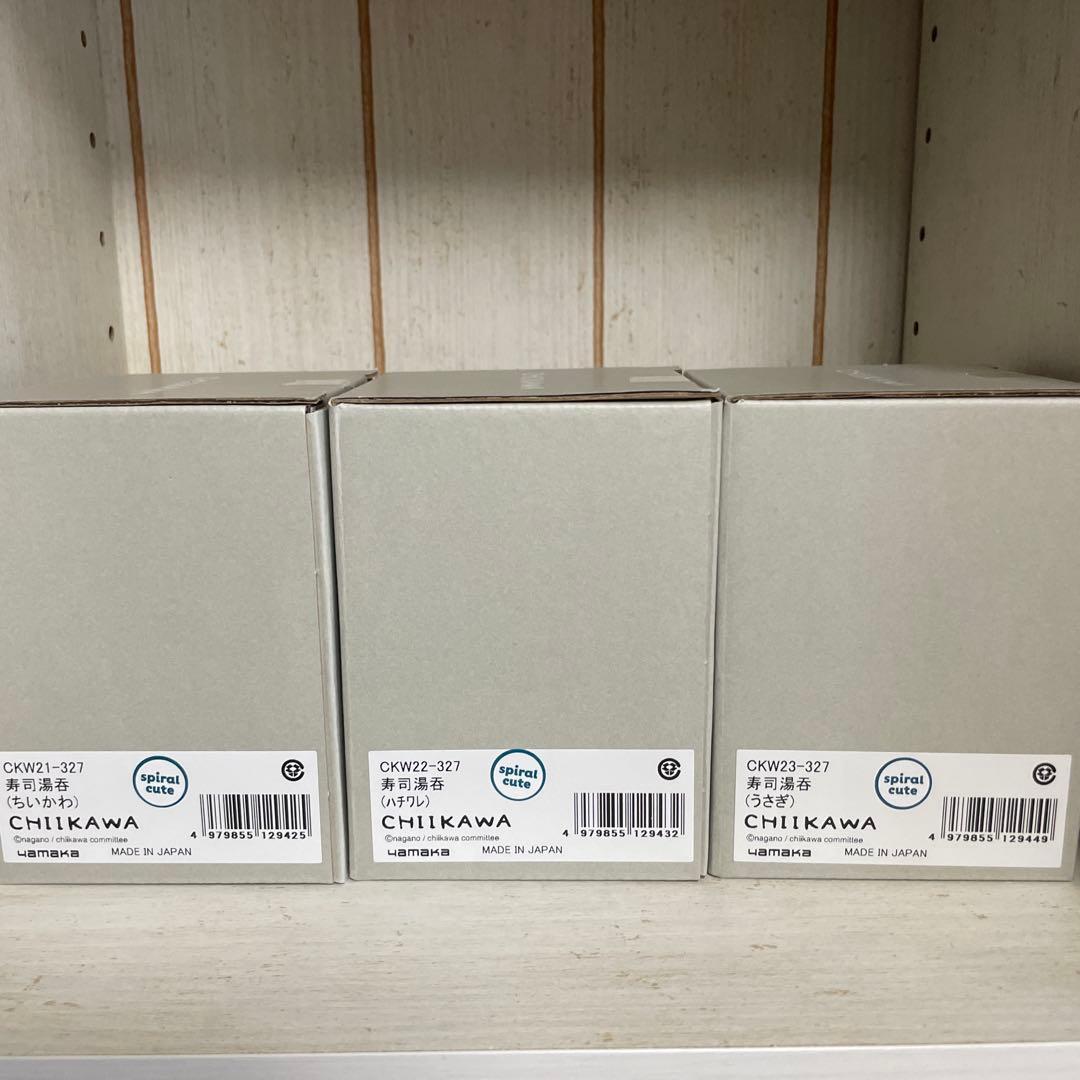 CKW21-327
寿司湯呑
(ちいかわ)
CHIIKAWA
©nagano / chiikawa committee
yamaka MADE IN JAPAN
spiral
cute
4 979855 129425
CKW22-327
寿司湯呑
(ハチワレ)
CHIIKAWA
©nagano / chiikawa committee
yamaka MADE IN JAPAN
spiral
cute
4 979855 129432
CKW23-327
寿司湯呑
(うさぎ)
CHIIKAWA
©nagano / chiikawa committee
yamaka MADE IN JAPAN
spiral
cute
4 979855 129449